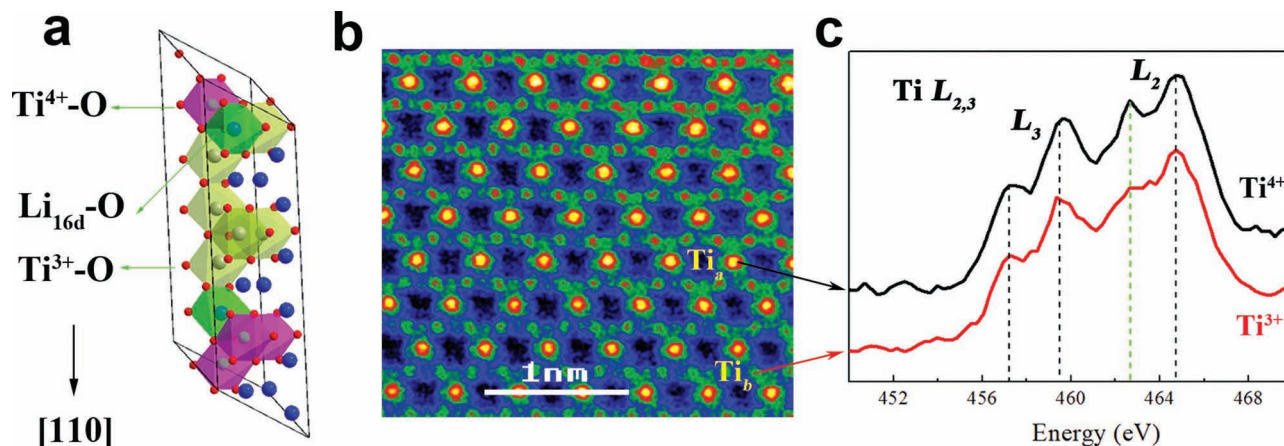 a
Ti⁴⁺-O
Li₁₆d-O
Ti³⁺-O
[110]
b
Tiₐ
Ti_b
1nm
c
Ti L₂,₃
L₃
L₂
Ti⁴⁺
Ti³⁺
452 456 460 464 468
Energy (eV)